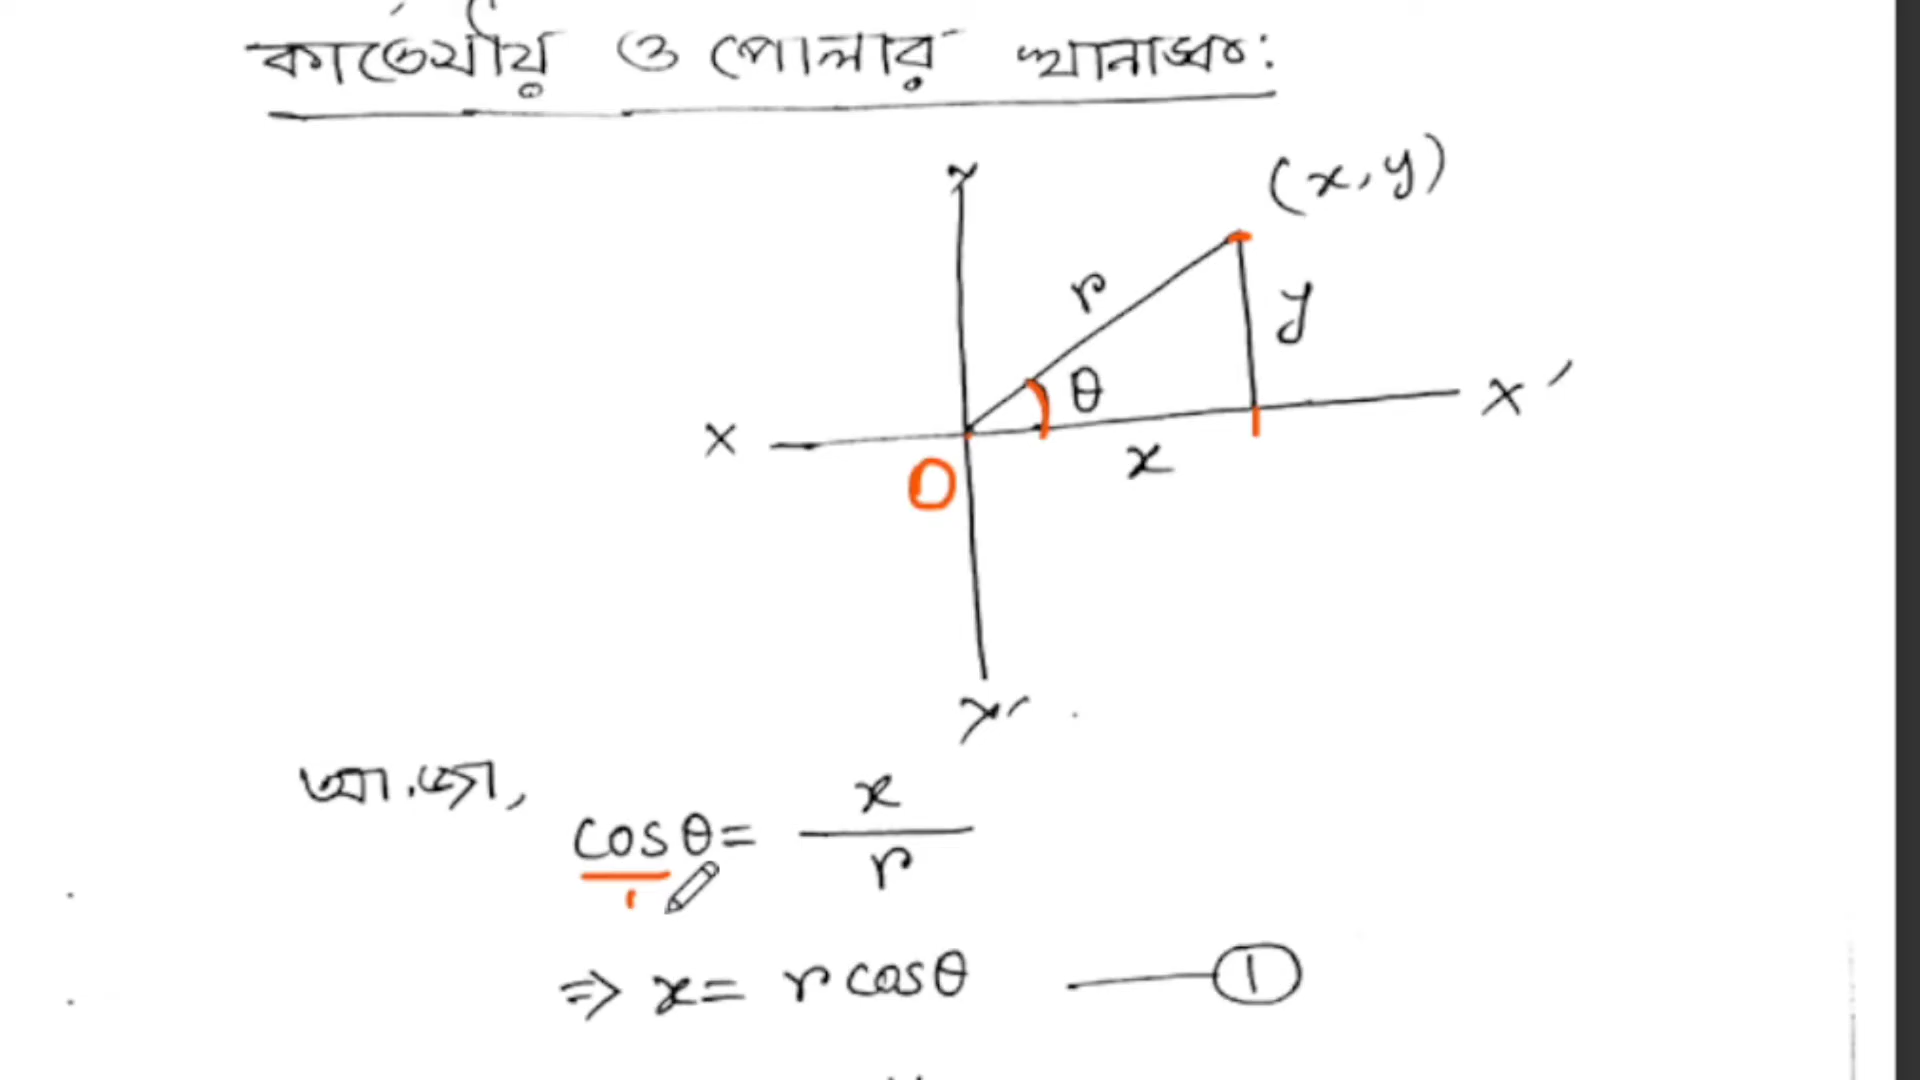 কার্তেসীয় ও পোলার স্থানাঙ্ক:
Y
(x,y)
r
y
θ
X
X'
O
x
Y'
আ.জা,
cosθ = x/r
⇒ x = r cosθ —— ①